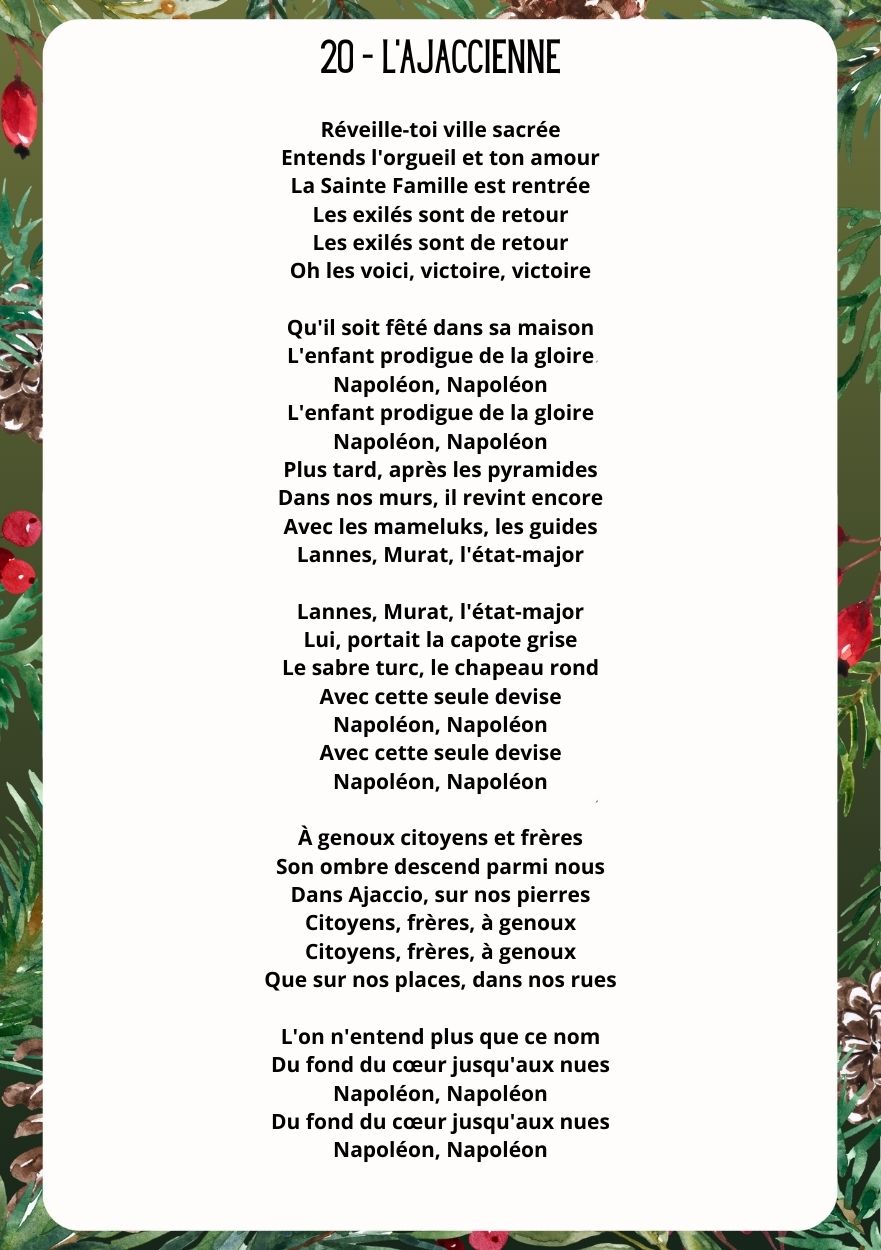 20 - L'AJACCIENNE
Réveille-toi ville sacrée
Entends l'orgueil et ton amour
La Sainte Famille est rentrée
Les exilés sont de retour
Les exilés sont de retour
Oh les voici, victoire, victoire
Qu'il soit fêté dans sa maison
L'enfant prodigue de la gloire
Napoléon, Napoléon
L'enfant prodigue de la gloire
Napoléon, Napoléon
Plus tard, après les pyramides
Dans nos murs, il revint encore
Avec les mameluks, les guides
Lannes, Murat, l'état-major
Lannes, Murat, l'état-major
Lui, portait la capote grise
Le sabre turc, le chapeau rond
Avec cette seule devise
Napoléon, Napoléon
Avec cette seule devise
Napoléon, Napoléon
À genoux citoyens et frères
Son ombre descend parmi nous
Dans Ajaccio, sur nos pierres
Citoyens, frères, à genoux
Citoyens, frères, à genoux
Que sur nos places, dans nos rues
L'on n'entend plus que ce nom
Du fond du cœur jusqu'aux nues
Napoléon, Napoléon
Du fond du cœur jusqu'aux nues
Napoléon, Napoléon